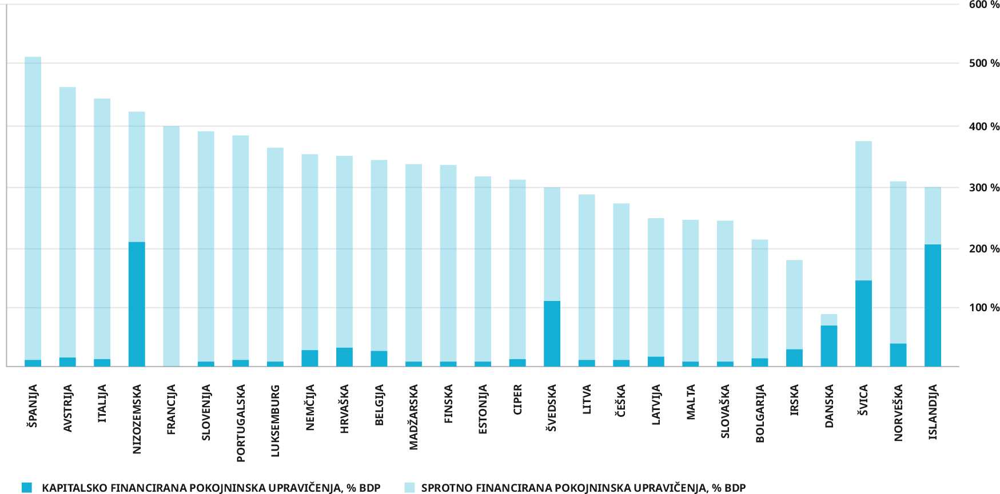 600 %
500 %
400 %
300 %
200 %
100 %
ŠPANIJA
AVSTRIJA
ITALIJA
NIZOZEMSKA
FRANCIJA
SLOVENIJA
PORTUGALSKA
LUKSEMBURG
NEMČIJA
HRVAŠKA
BELGIJA
MADŽARSKA
FINSKA
ESTONIJA
CIPER
ŠVEDSKA
LITVA
ČEŠKA
LATVIJA
MALTA
SLOVAŠKA
BOLGARIJA
IRSKA
DANSKA
ŠVICA
NORVEŠKA
ISLANDIJA
KAPITALSKO FINANCIRANA POKOJNINSKA UPRAVIČENJA, % BDP
SPROTNO FINANCIRANA POKOJNINSKA UPRAVIČENJA, % BDP